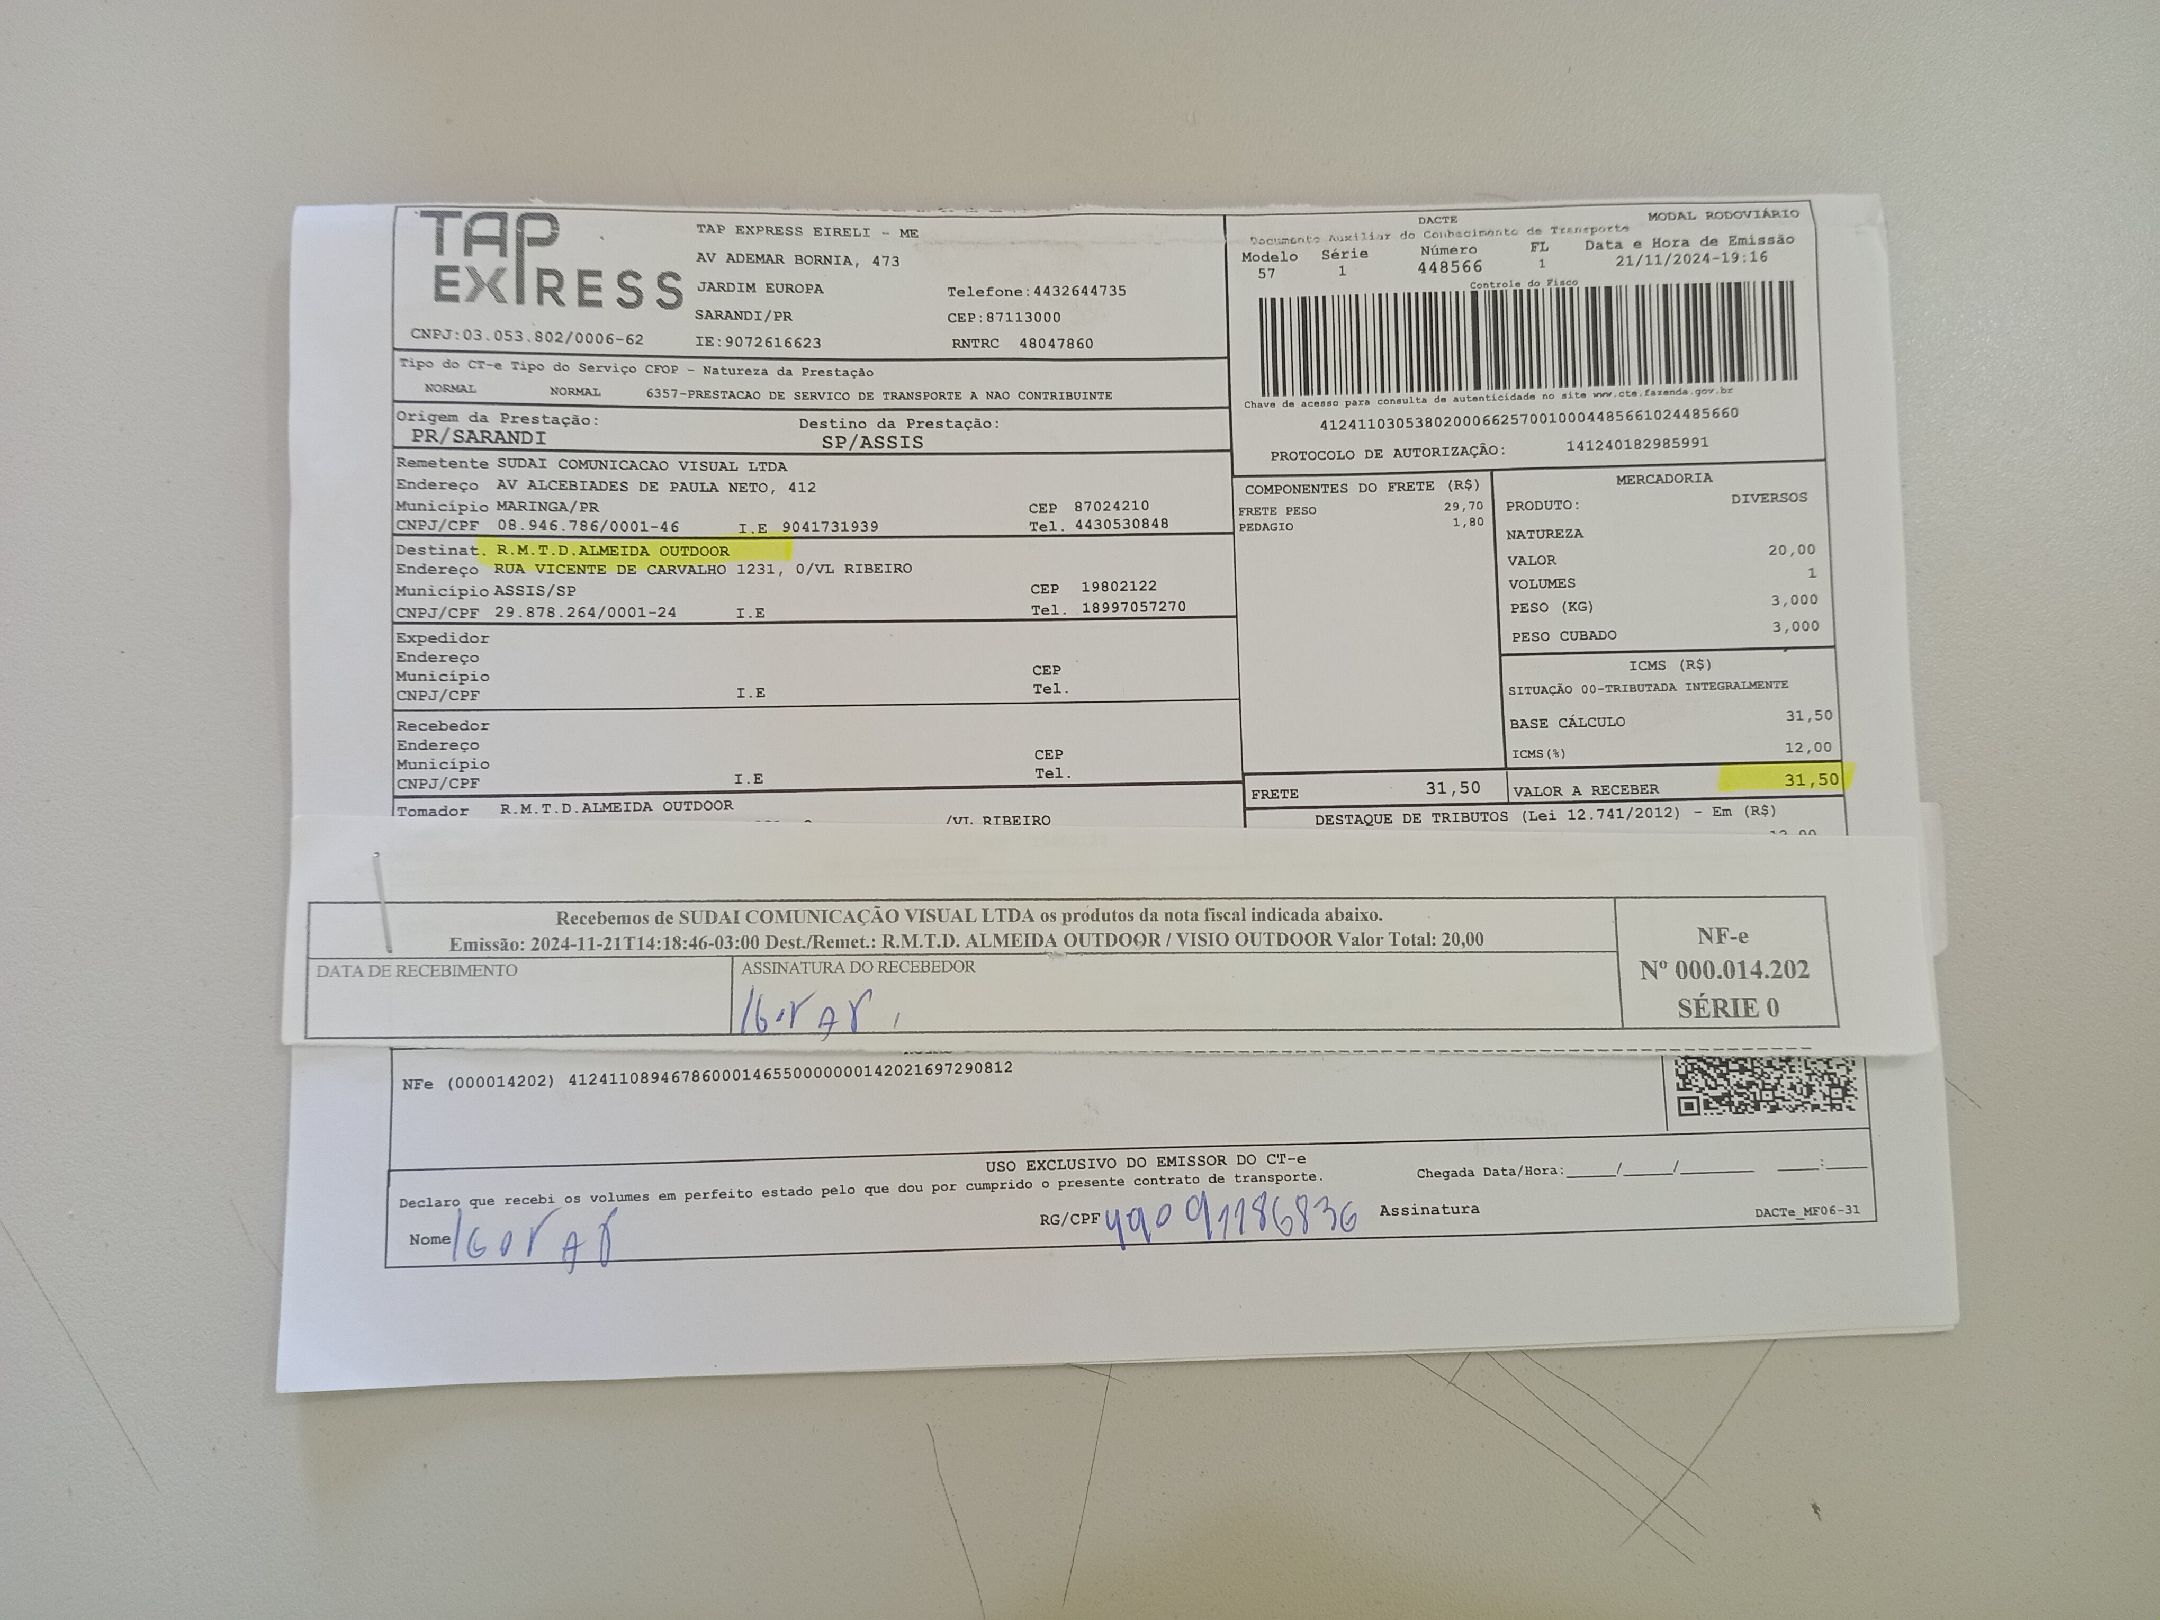 TAP EXPRESS
TAP EXPRESS EIRELI - ME
AV ADEMAR BORNIA, 473
JARDIM EUROPA Telefone:4432644735
SARANDI/PR CEP:87113000
CNPJ:03.053.802/0006-62 IE:9072616623 RNTRC 48047860
DACTE MODAL RODOVIÁRIO
Documento Auxiliar do Conhecimento de Transporte
Modelo Série Número FL Data e Hora de Emissão
57 1 448566 1 21/11/2024-19:16
Controle do Fisco
Chave de acesso para consulta de autenticidade no site www.cte.fazenda.gov.br
41241103053802000662570010004485661024485660
PROTOCOLO DE AUTORIZAÇÃO: 141240182985991
Tipo do CT-e Tipo do Serviço CFOP - Natureza da Prestação
NORMAL NORMAL 6357-PRESTACAO DE SERVICO DE TRANSPORTE A NAO CONTRIBUINTE
Origem da Prestação: Destino da Prestação:
PR/SARANDI SP/ASSIS
Remetente SUDAI COMUNICACAO VISUAL LTDA
Endereço AV ALCEBIADES DE PAULA NETO, 412
Município MARINGA/PR CEP 87024210
CNPJ/CPF 08.946.786/0001-46 I.E 9041731939 Tel. 4430530848
Destinat. R.M.T.D.ALMEIDA OUTDOOR
Endereço RUA VICENTE DE CARVALHO 1231, 0/VL RIBEIRO
Município ASSIS/SP CEP 19802122
CNPJ/CPF 29.878.264/0001-24 I.E Tel. 18997057270
Expedidor
Endereço
Município CEP
CNPJ/CPF I.E Tel.
Recebedor
Endereço
Município CEP
CNPJ/CPF I.E Tel.
Tomador R.M.T.D.ALMEIDA OUTDOOR
/VL RIBEIRO
COMPONENTES DO FRETE (R$)
FRETE PESO 29,70
PEDAGIO 1,80
MERCADORIA
PRODUTO: DIVERSOS
NATUREZA
VALOR 20,00
VOLUMES 1
PESO (KG) 3,000
PESO CUBADO 3,000
ICMS (R$)
SITUAÇÃO 00-TRIBUTADA INTEGRALMENTE
BASE CÁLCULO 31,50
ICMS(%) 12,00
FRETE 31,50 VALOR A RECEBER 31,50
DESTAQUE DE TRIBUTOS (Lei 12.741/2012) - Em (R$)
Recebemos de SUDAI COMUNICAÇÃO VISUAL LTDA os produtos da nota fiscal indicada abaixo.
Emissão: 2024-11-21T14:18:46-03:00 Dest./Remet.: R.M.T.D. ALMEIDA OUTDOOR / VISIO OUTDOOR Valor Total: 20,00
DATA DE RECEBIMENTO ASSINATURA DO RECEBEDOR
NF-e
Nº 000.014.202
SÉRIE 0
NFe (000014202) 41241108946786000146550000000142021697290812
USO EXCLUSIVO DO EMISSOR DO CT-e
Declaro que recebi os volumes em perfeito estado pelo que dou por cumprido o presente contrato de transporte.
Chegada Data/Hora:_____/_____/_______ ____:____
Nome RG/CPF Assinatura
DACTe_MF06-31